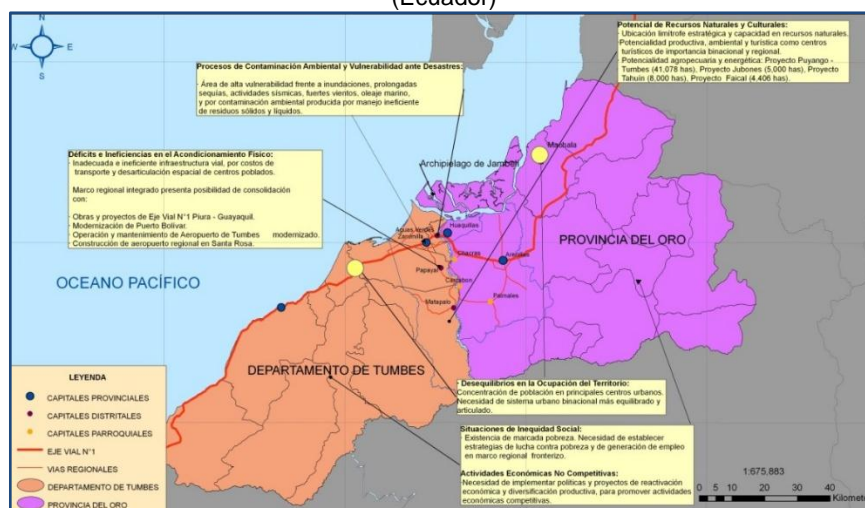 (Ecuador)
Potencial de Recursos Naturales y Culturales:
· Ubicación limítrofe estratégica y capacidad en recursos naturales.
· Potencialidad productiva, ambiental y turística como centros
turísticos de importancia binacional y regional.
· Potencialidad agropecuaria y energética: Proyecto Puyango -
Tumbes (41,078 has), Proyecto Jubones (5,000 has), Proyecto
Tahuín (8,000 has), Proyecto Faical (4,406 has).
N
W
E
S
Procesos de Contaminación Ambiental y Vulnerabilidad ante Desastres:
· Área de alta vulnerabilidad frente a inundaciones, prolongadas
sequías, actividades sísmicas, fuertes vientos, oleaje marino,
y por contaminación ambiental producida por manejo ineficiente
de residuos sólidos y líquidos.
Déficits e Ineficiencias en el Acondicionamiento Físico:
· Inadecuada e ineficiente infraestructura vial, por costos de
transporte y desarticulación espacial de centros poblados.
Marco regional integrado presenta posibilidad de consolidación
con:
· Obras y proyectos de Eje Vial N°1 Piura - Guayaquil.
· Modernización de Puerto Bolívar.
· Operación y mantenimiento de Aeropuerto de Tumbes modernizado.
· Construcción de aeropuerto regional en Santa Rosa.
Machala
Archipielago de Jambelí
Huaquillas
Aguas Verdes
Zarumilla
Chacras
Arenillas
PROVINCIA DEL ORO
Papayal
Carcabon
OCEANO PACÍFICO
Matapalo
Palmales
DEPARTAMENTO DE TUMBES
· Desequilibrios en la Ocupación del Territorio:
Concentración de población en principales centros urbanos.
Necesidad de sistema urbano binacional más equilibrado y
articulado.
Situaciones de Inequidad Social:
· Existencia de marcada pobreza. Necesidad de establecer
estrategias de lucha contra pobreza y de generación de empleo
en marco regional fronterizo.
Actividades Económicas No Competitivas:
· Necesidad de implementar políticas y proyectos de reactivación
económica y diversificación productiva, para promover actividades
económicas competitivas.
LEYENDA
CAPITALES PROVINCIALES
CAPITALES DISTRITALES
CAPITALES PARROQUIALES
EJE VIAL N°1
VIAS REGIONALES
DEPARTAMENTO DE TUMBES
PROVINCIA DEL ORO
1:675,883
0 5 10 20 30 40
Kilomet